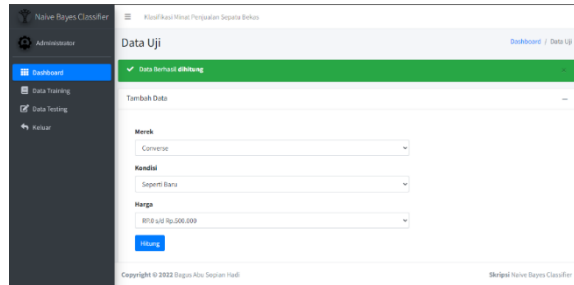 Naive Bayes Classifier
Klasifikasi Minat Penjualan Sepatu Bekas
Administrator
Data Uji
Dashboard / Data Uji
Dashboard
Data Berhasil dihitung
Data Training
Data Testing
Keluar
Tambah Data
Merek
Converse
Kondisi
Seperti Baru
Harga
RP.0 s/d Rp.500.000
Hitung
Copyright © 2022 Bagus Abu Sopian Hadi
Skripsi Naive Bayes Classifier